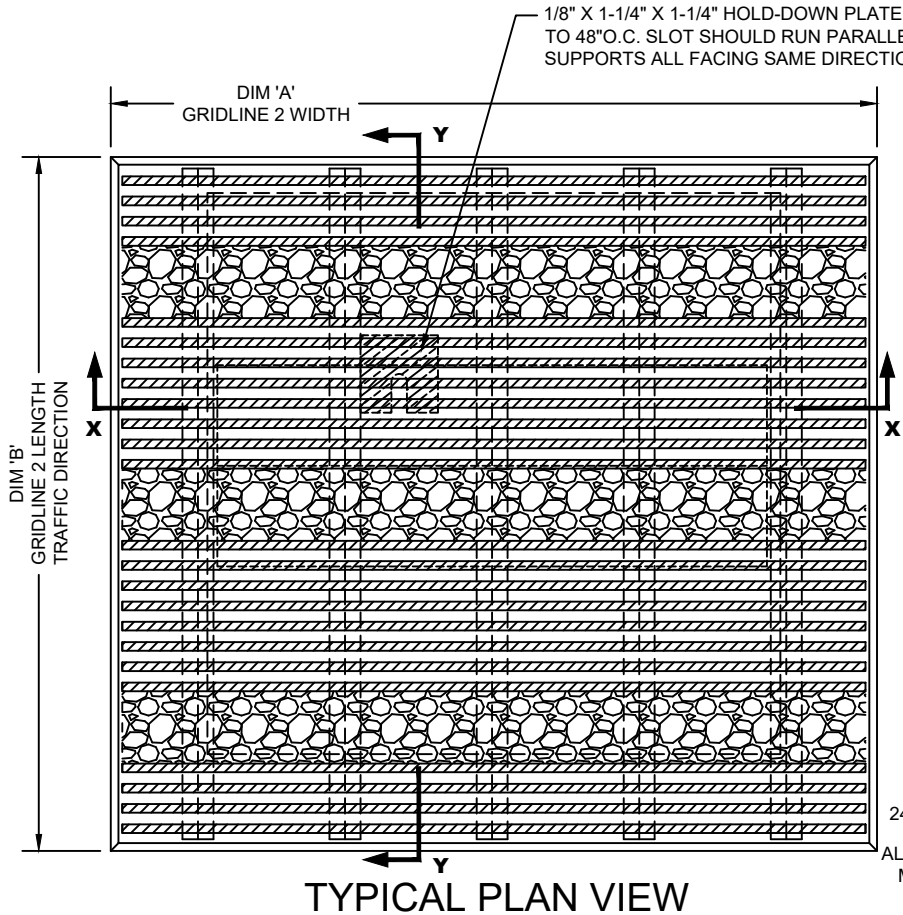 1/8" X 1-1/4" X 1-1/4" HOLD-DOWN PLATE
TO 48"O.C. SLOT SHOULD RUN PARALLE
SUPPORTS ALL FACING SAME DIRECTIO
DIM 'A'
GRIDLINE 2 WIDTH
Y
DIM 'B'
GRIDLINE 2 LENGTH
TRAFFIC DIRECTION
X
X
24
AL
M
Y
TYPICAL PLAN VIEW